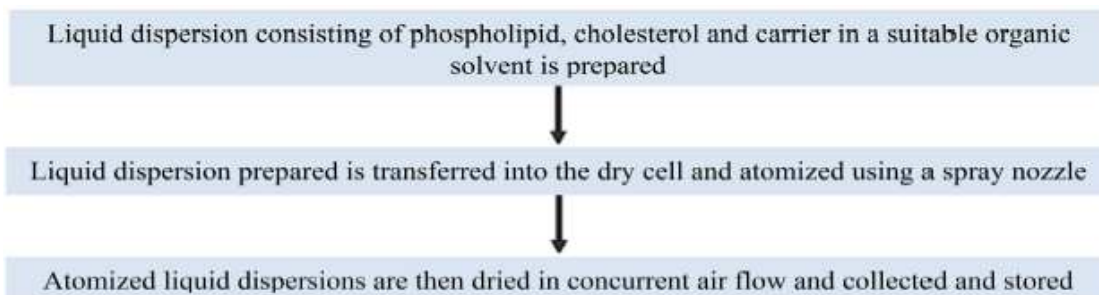 Liquid dispersion consisting of phospholipid, cholesterol and carrier in a suitable organic
solvent is prepared
Liquid dispersion prepared is transferred into the dry cell and atomized using a spray nozzle
Atomized liquid dispersions are then dried in concurrent air flow and collected and stored